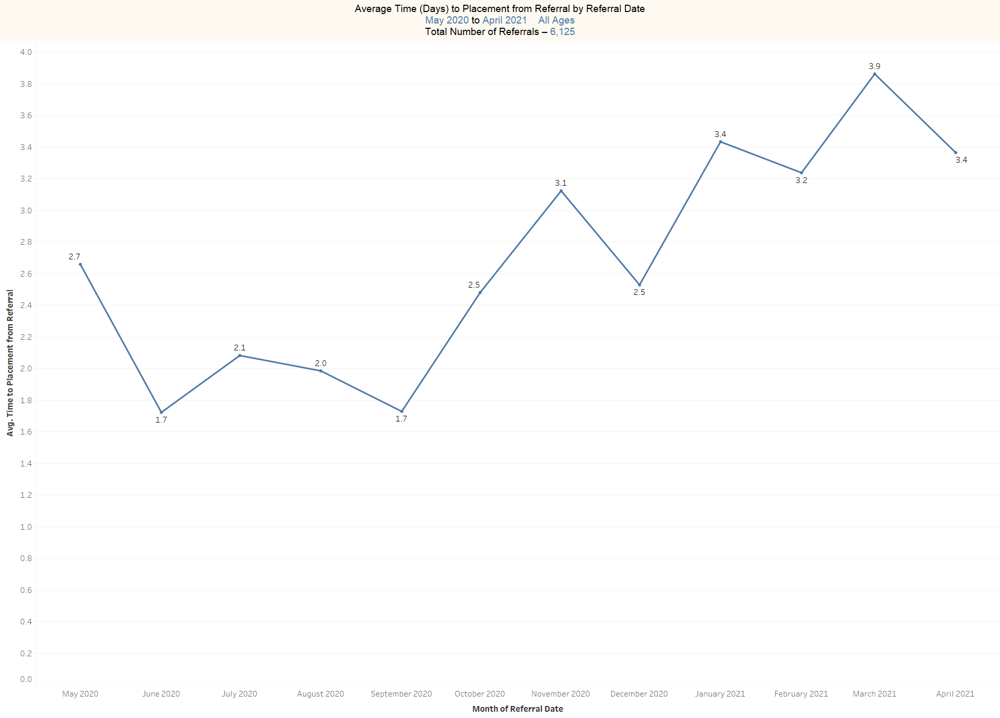 Average Time (Days) to Placement from Referral by Referral Date
May 2020 to April 2021 All Ages
Total Number of Referrals – 6,125
4.0
3.8
3.6
3.4
3.2
3.0
2.8
2.6
2.4
2.2
2.0
1.8
1.6
1.4
1.2
1.0
0.8
0.6
0.4
0.2
0.0
Avg. Time to Placement from Referral
2.7
1.7
2.1
2.0
1.7
2.5
3.1
2.5
3.4
3.2
3.9
3.4
May 2020
June 2020
July 2020
August 2020
September 2020
October 2020
November 2020
December 2020
January 2021
February 2021
March 2021
April 2021
Month of Referral Date